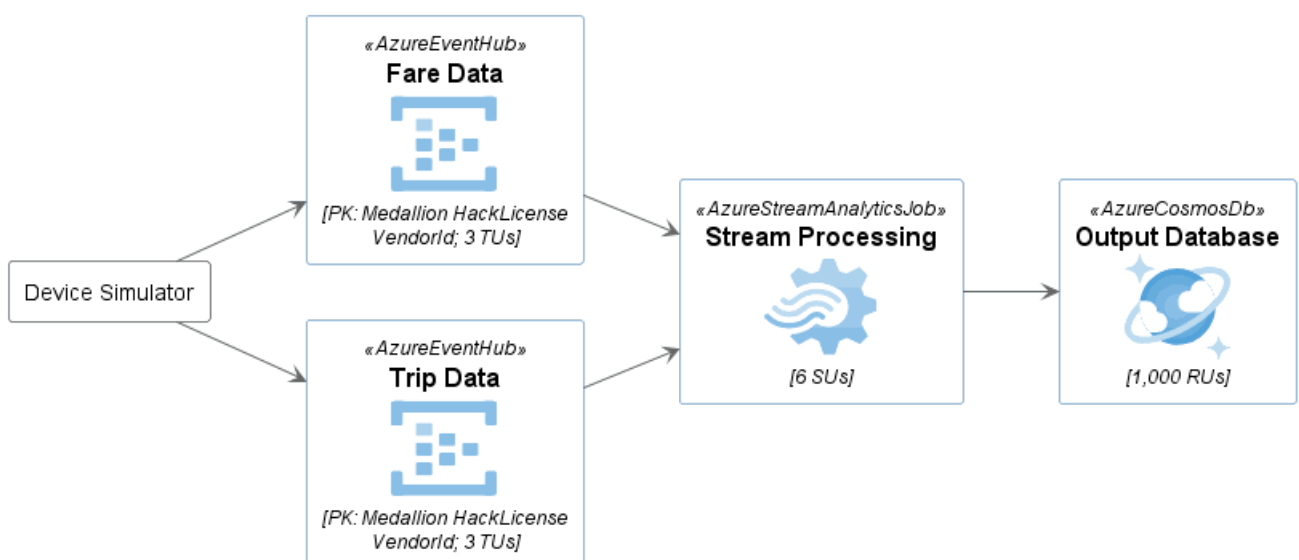 Device Simulator
«AzureEventHub»
Fare Data
[PK: Medallion HackLicense
VendorId; 3 TUs]
«AzureEventHub»
Trip Data
[PK: Medallion HackLicense
VendorId; 3 TUs]
«AzureStreamAnalyticsJob»
Stream Processing
[6 SUs]
«AzureCosmosDb»
Output Database
[1,000 RUs]